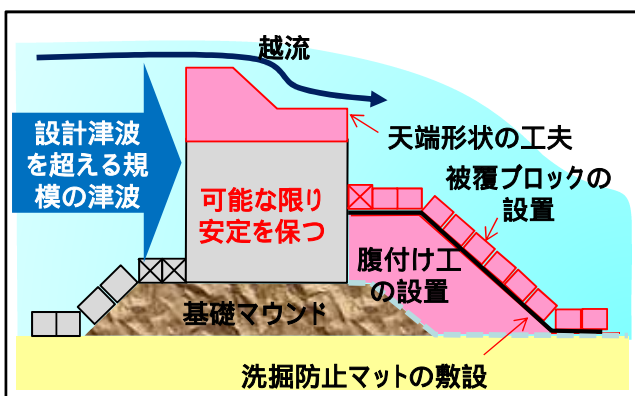 越流
設計津波
を超える規
模の津波
天端形状の工夫
被覆ブロックの
設置
可能な限り
安定を保つ
腹付け工
の設置
基礎マウンド
洗掘防止マットの敷設